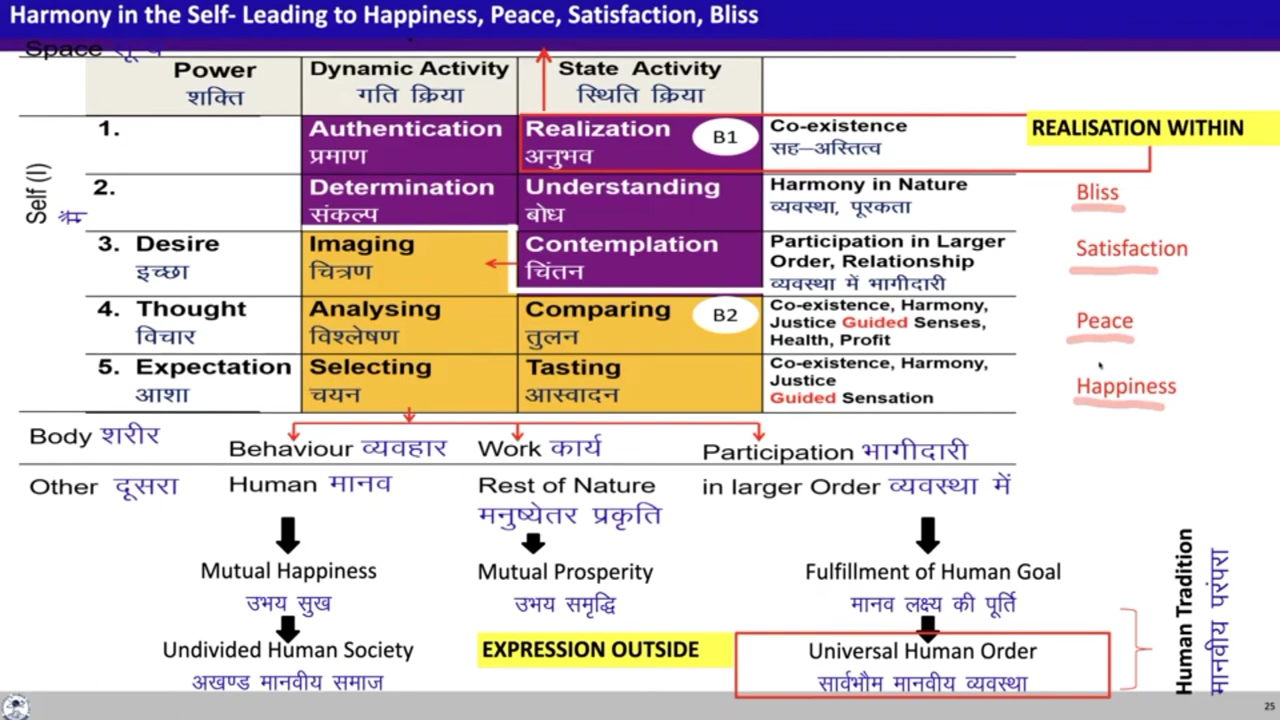 Harmony in the Self- Leading to Happiness, Peace, Satisfaction, Bliss
Space
Power
शक्ति
Dynamic Activity
गति क्रिया
State Activity
स्थिति क्रिया
Self (I)
मैं
1.
Authentication
प्रमाण
Realization
अनुभव
B1
Co-existence
सह–अस्तित्व
REALISATION WITHIN
2.
Determination
संकल्प
Understanding
बोध
Harmony in Nature
व्यवस्था, पूरकता
Bliss
3. Desire
इच्छा
Imaging
चित्रण
Contemplation
चिंतन
Participation in Larger
Order, Relationship
व्यवस्था में भागीदारी
Satisfaction
4. Thought
विचार
Analysing
विश्लेषण
Comparing
तुलन
B2
Co-existence, Harmony,
Justice Guided Senses,
Health, Profit
Peace
5. Expectation
आशा
Selecting
चयन
Tasting
आस्वादन
Co-existence, Harmony,
Justice
Guided Sensation
Happiness
Body शरीर
Behaviour व्यवहार
Work कार्य
Participation भागीदारी
Other दूसरा
Human मानव
Rest of Nature
मनुष्येतर प्रकृति
in larger Order व्यवस्था में
Mutual Happiness
उभय सुख
Mutual Prosperity
उभय समृद्धि
Fulfillment of Human Goal
मानव लक्ष्य की पूर्ति
Undivided Human Society
अखण्ड मानवीय समाज
EXPRESSION OUTSIDE
Universal Human Order
सार्वभौम मानवीय व्यवस्था
Human Tradition
मानवीय परंपरा
25